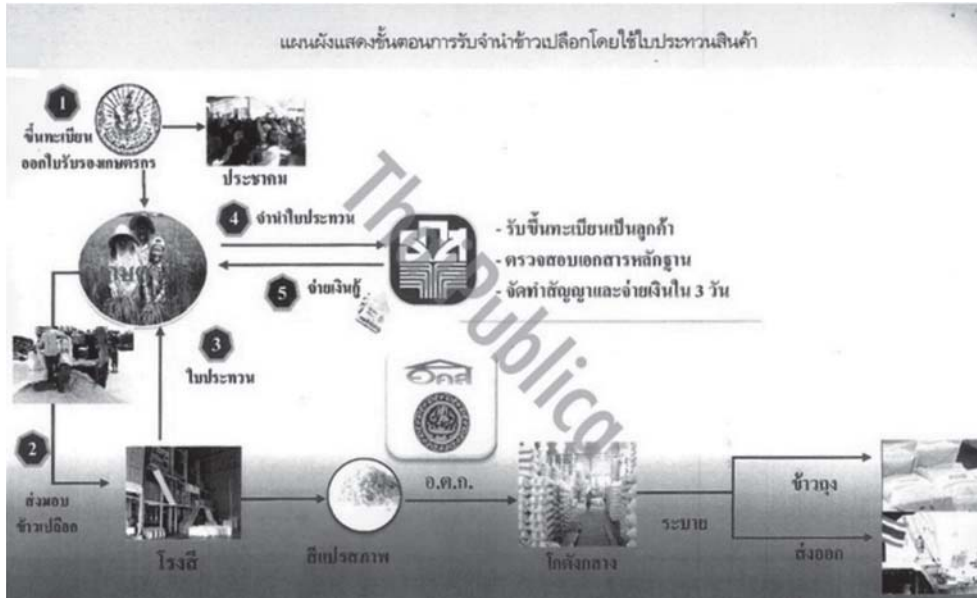 แผนผังแสดงขั้นตอนการรับจำนำข้าวเปลือกโดยใช้ใบประทวนสินค้า
1
ขึ้นทะเบียน
ออกใบรับรองเกษตรกร
ประชาคม
4 จำนำใบประทวน
5 จ่ายเงินกู้
- รับขึ้นทะเบียนเป็นลูกค้า
- ตรวจสอบเอกสารหลักฐาน
- จัดทำสัญญาและจ่ายเงินใน 3 วัน
3
ใบประทวน
อคส
2
ส่งมอบ
ข้าวเปลือก
โรงสี
สีแปรสภาพ
อ.ต.ก.
โกดังกลาง
ระบาย
ข้าวถุง
ส่งออก
ThaiPublica